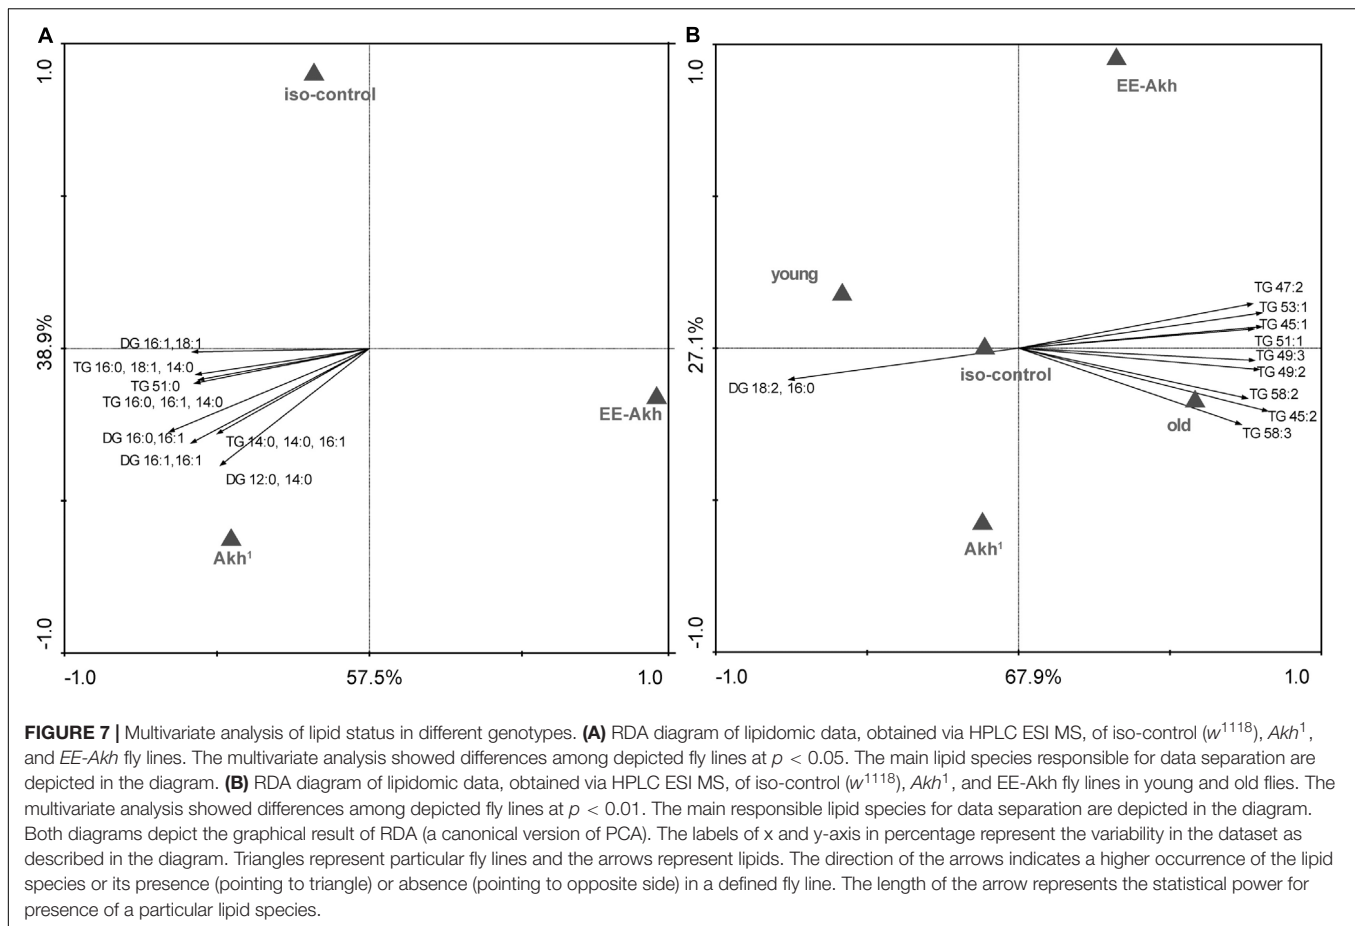 A
B
1.0
iso-control
38.9%
DG 16:1,18:1
TG 16:0, 18:1, 14:0
TG 51:0
TG 16:0, 16:1, 14:0
DG 16:0,16:1
TG 14:0, 14:0, 16:1
DG 16:1,16:1
DG 12:0, 14:0
EE-Akh
Akh¹
-1.0
-1.0
57.5%
1.0
1.0
EE-Akh
young
27.1%
iso-control
DG 18:2, 16:0
TG 47:2
TG 53:1
TG 45:1
TG 51:1
TG 49:3
TG 49:2
TG 58:2
TG 45:2
TG 58:3
old
Akh¹
-1.0
-1.0
67.9%
1.0
FIGURE 7 | Multivariate analysis of lipid status in different genotypes. (A) RDA diagram of lipidomic data, obtained via HPLC ESI MS, of iso-control (w¹¹¹⁸), Akh¹,
and EE-Akh fly lines. The multivariate analysis showed differences among depicted fly lines at p < 0.05. The main lipid species responsible for data separation are
depicted in the diagram. (B) RDA diagram of lipidomic data, obtained via HPLC ESI MS, of iso-control (w¹¹¹⁸), Akh¹, and EE-Akh fly lines in young and old flies. The
multivariate analysis showed differences among depicted fly lines at p < 0.01. The main responsible lipid species for data separation are depicted in the diagram.
Both diagrams depict the graphical result of RDA (a canonical version of PCA). The labels of x and y-axis in percentage represent the variability in the dataset as
described in the diagram. Triangles represent particular fly lines and the arrows represent lipids. The direction of the arrows indicates a higher occurrence of the lipid
species or its presence (pointing to triangle) or absence (pointing to opposite side) in a defined fly line. The length of the arrow represents the statistical power for
presence of a particular lipid species.